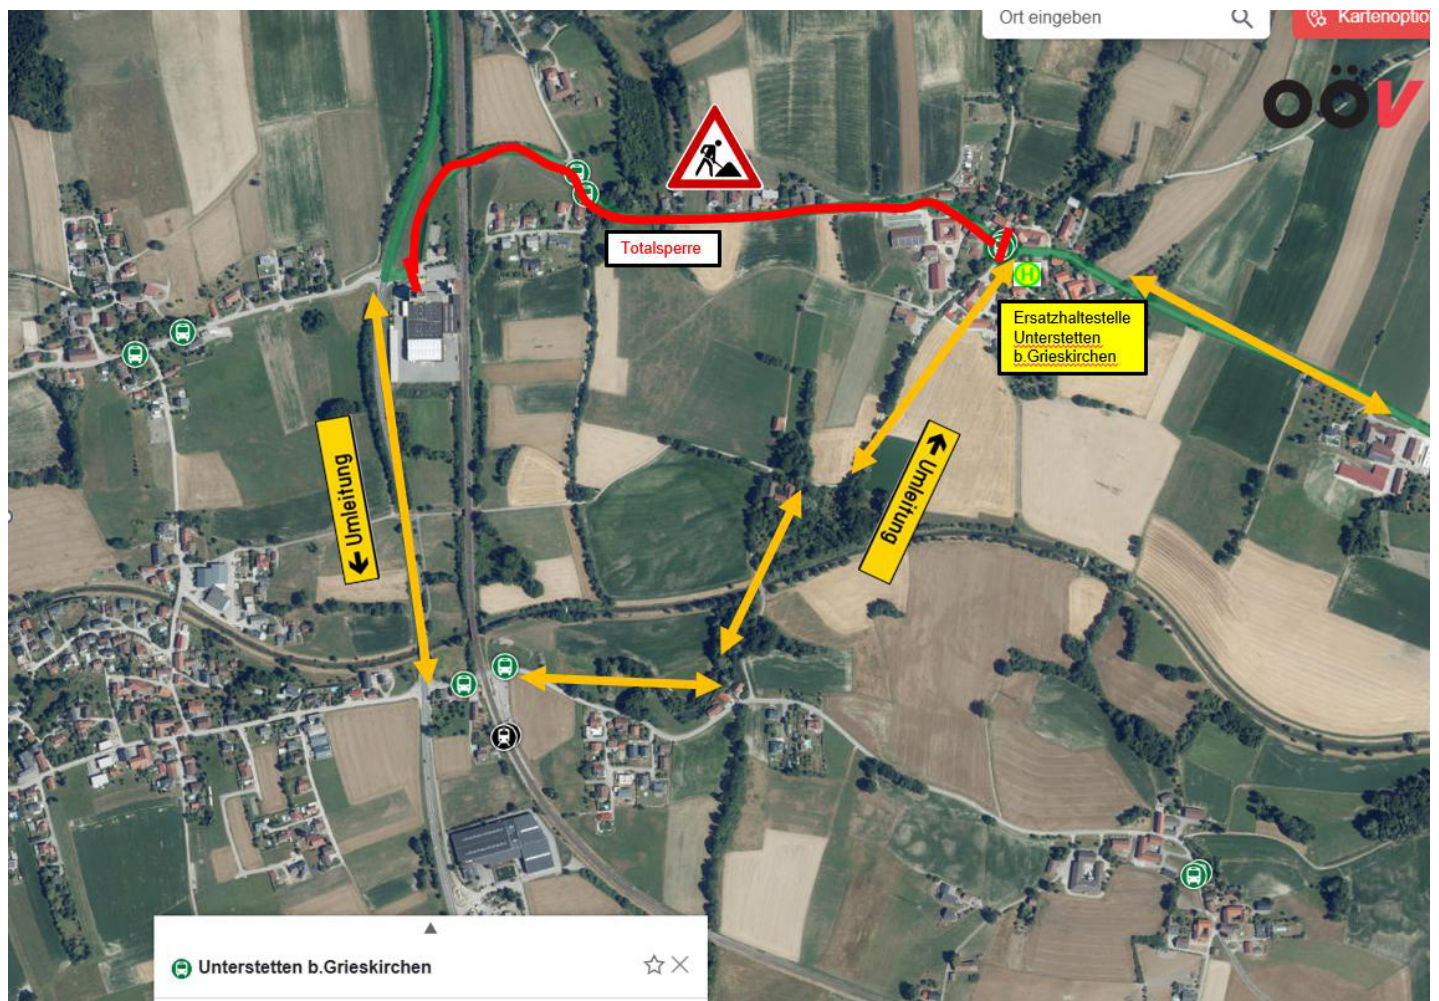 Ort eingeben
Kartenoptio
OÖV
Totalsperre
H
Ersatzhaltestelle
Unterstetten
b.Grieskirchen
Umleitung
Umleitung
Unterstetten b.Grieskirchen